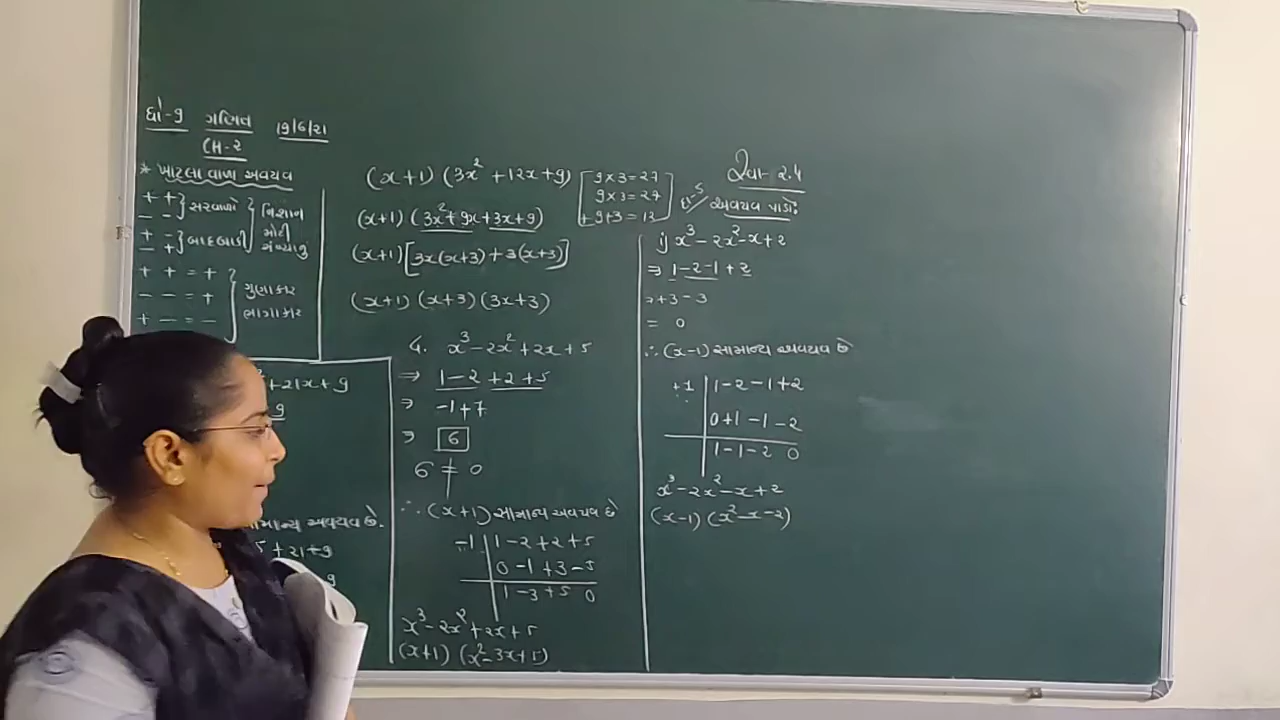 ધો-૧ ગણિત 19/6/21
CH-2
* ખાટલા વાળા અવયવ
+ + } સરવાળો
- -
+ - } બાદબાકી
- +
નિશાન
મોટી
સંખ્યાનું
+ + = +
- - = +
+ - = -
ગુણાકાર
ભાગાકાર
+21x+9
9
સામાન્ય અવયવ છે.
5+21+9
9
(x+1) (3x²+12x+9)
(x+1) (3x²+9x+3x+9)
(x+1)[3x(x+3)+3(x+3)]
(x+1) (x+3) (3x+3)
9×3=27
9×3=27
+9+3=12
4. x³-2x²+2x+5
⇒ 1-2+2+5
⇒ -1+7
⇒ 6
6 ≠ 0
∴ (x+1) સામાન્ય અવયવ છે
-1 | 1-2+2+5
0-1+3-5
1-3+5 0
x³-2x²+2x+5
(x+1) (x²-3x+5)
સ્વા- 2.4
દા-5 અવયવ પાડો:
i) x³-2x²-x+2
⇒ 1-2-1+2
⇒ +3-3
= 0
∴ (x-1) સામાન્ય અવયવ છે
+1 | 1-2-1+2
0+1-1-2
1-1-2 0
x³-2x²-x+2
(x-1) (x²-x-2)